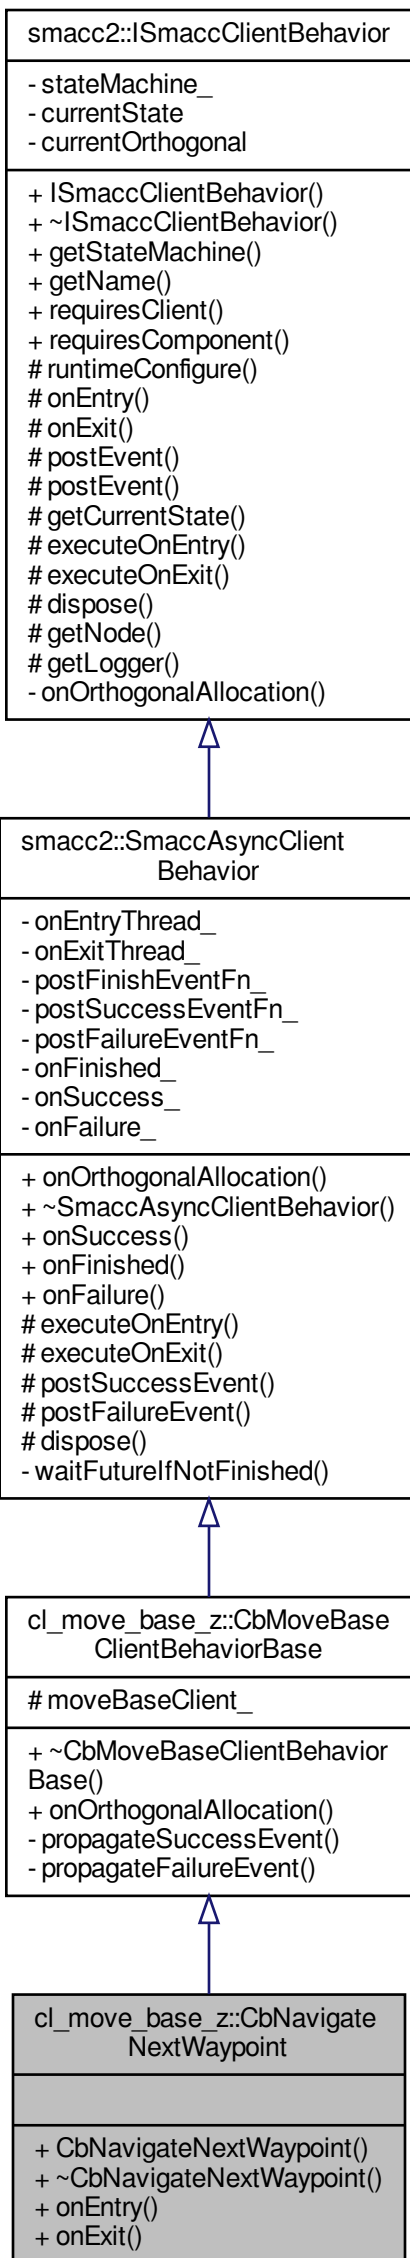 smacc2::ISmaccClientBehavior
- stateMachine_
- currentState
- currentOrthogonal
+ ISmaccClientBehavior()
+ ~ISmaccClientBehavior()
+ getStateMachine()
+ getName()
+ requiresClient()
+ requiresComponent()
# runtimeConfigure()
# onEntry()
# onExit()
# postEvent()
# postEvent()
# getCurrentState()
# executeOnEntry()
# executeOnExit()
# dispose()
# getNode()
# getLogger()
- onOrthogonalAllocation()
smacc2::SmaccAsyncClient
Behavior
- onEntryThread_
- onExitThread_
- postFinishEventFn_
- postSuccessEventFn_
- postFailureEventFn_
- onFinished_
- onSuccess_
- onFailure_
+ onOrthogonalAllocation()
+ ~SmaccAsyncClientBehavior()
+ onSuccess()
+ onFinished()
+ onFailure()
# executeOnEntry()
# executeOnExit()
# postSuccessEvent()
# postFailureEvent()
# dispose()
- waitFutureIfNotFinished()
cl_move_base_z::CbMoveBase
ClientBehaviorBase
# moveBaseClient_
+ ~CbMoveBaseClientBehavior
Base()
+ onOrthogonalAllocation()
- propagateSuccessEvent()
- propagateFailureEvent()
cl_move_base_z::CbNavigate
NextWaypoint
+ CbNavigateNextWaypoint()
+ ~CbNavigateNextWaypoint()
+ onEntry()
+ onExit()